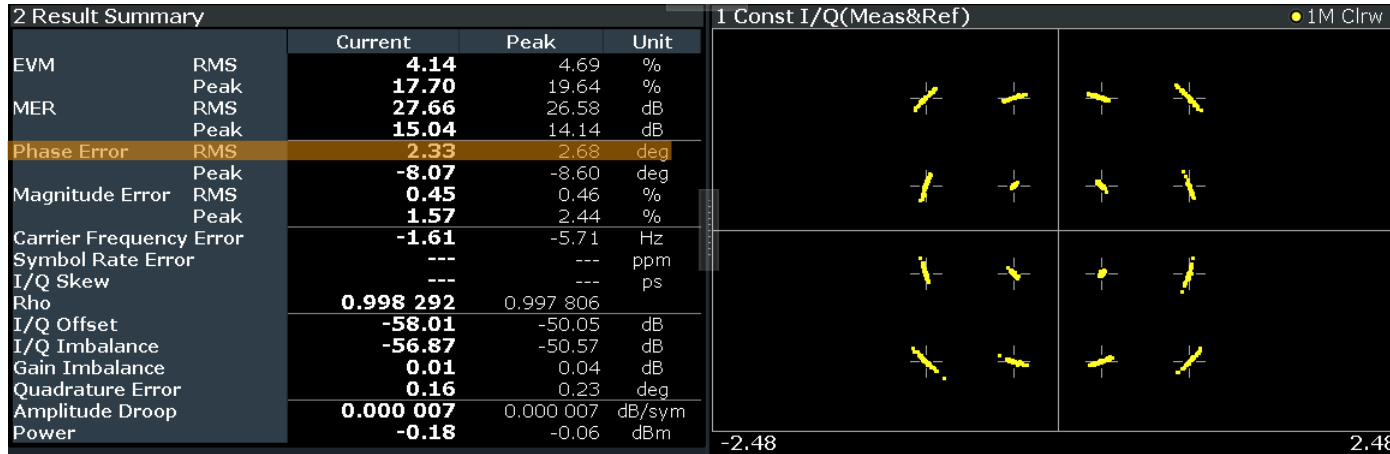 2 Result Summary
Current Peak Unit
EVM RMS 4.14 4.69 %
Peak 17.70 19.64 %
MER RMS 27.66 26.58 dB
Peak 15.04 14.14 dB
Phase Error RMS 2.33 2.68 deg
Peak -8.07 -8.60 deg
Magnitude Error RMS 0.45 0.46 %
Peak 1.57 2.44 %
Carrier Frequency Error -1.61 -5.71 Hz
Symbol Rate Error --- --- ppm
I/Q Skew --- --- ps
Rho 0.998 292 0.997 806
I/Q Offset -58.01 -50.05 dB
I/Q Imbalance -56.87 -50.57 dB
Gain Imbalance 0.01 0.04 dB
Quadrature Error 0.16 0.23 deg
Amplitude Droop 0.000 007 0.000 007 dB/sym
Power -0.18 -0.06 dBm
1 Const I/Q(Meas&Ref) 1M Clrw
-2.48 2.48